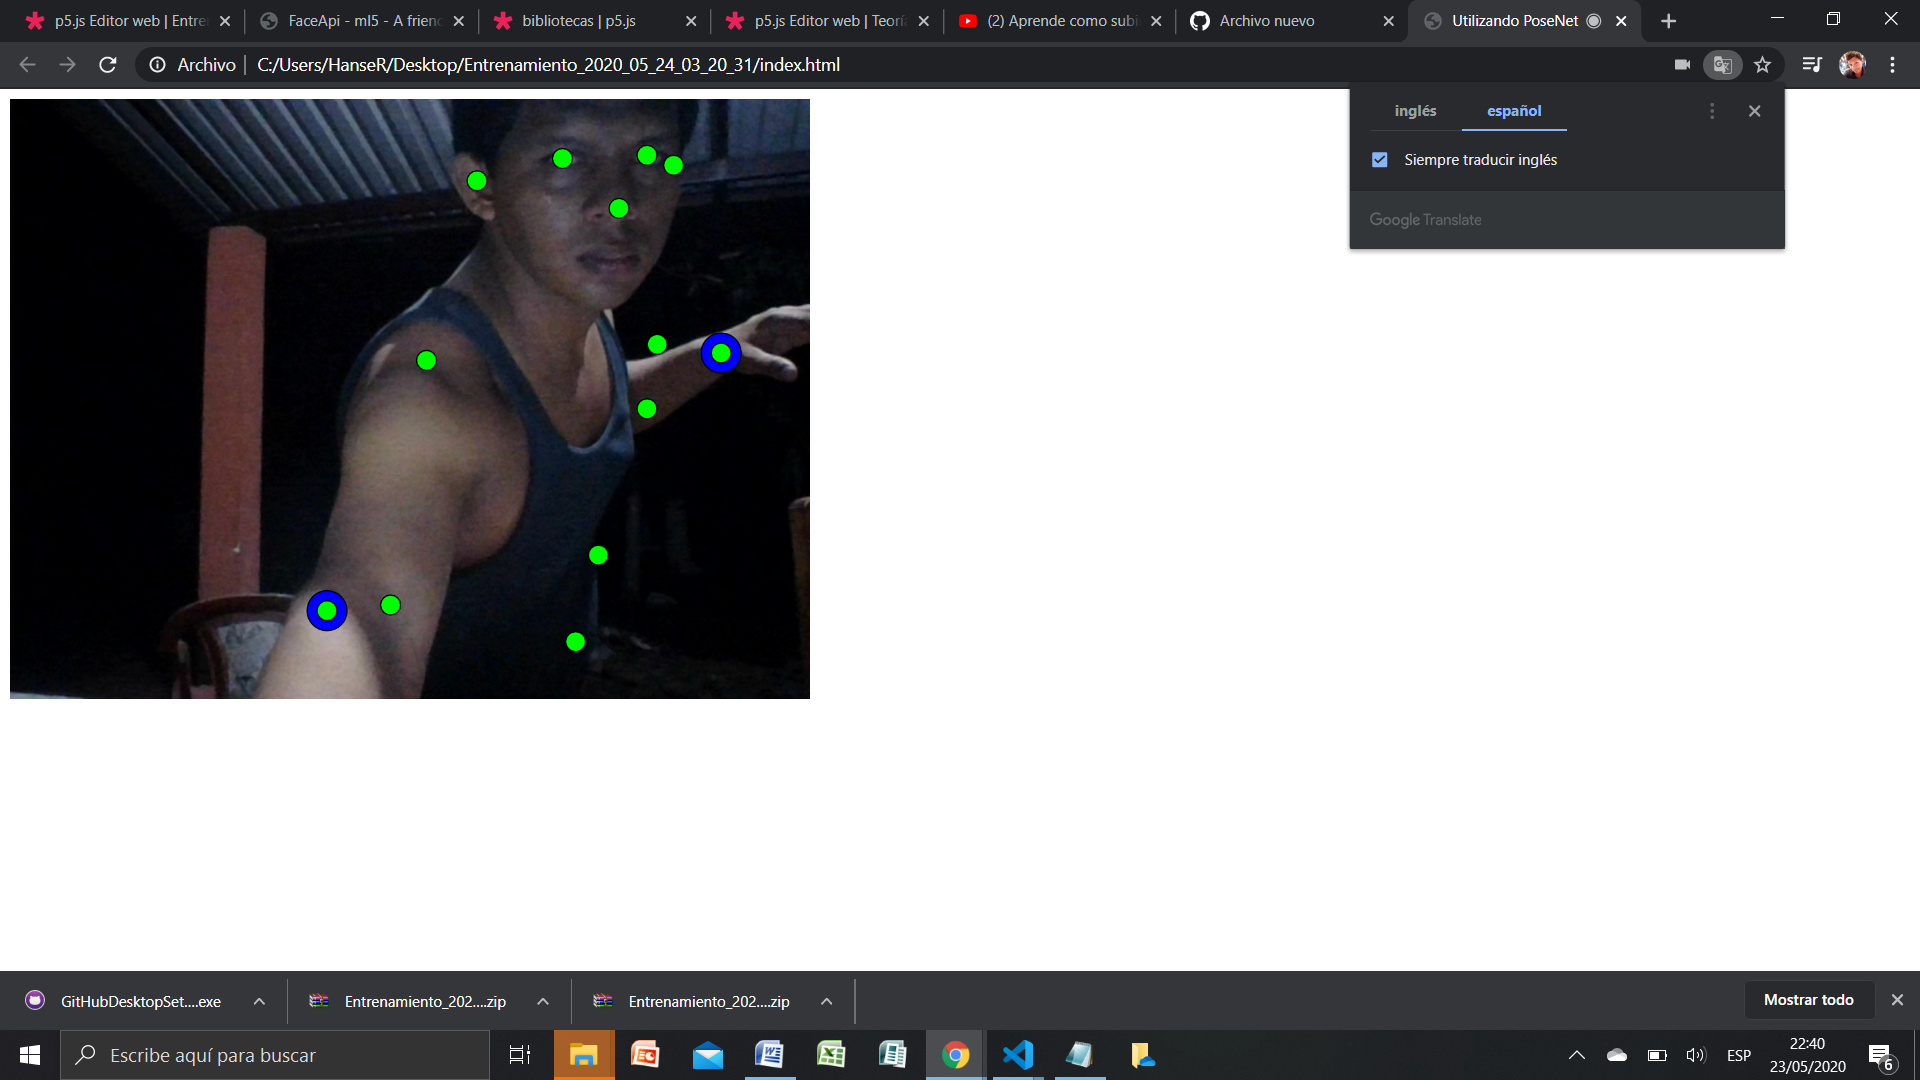 p5.js Editor web | Entre
FaceApi - ml5 - A frien
bibliotecas | p5.js
p5.js Editor web | Teoría
(2) Aprende como subi
Archivo nuevo
Utilizando PoseNet
Archivo
C:/Users/HanseR/Desktop/Entrenamiento_2020_05_24_03_20_31/index.html
inglés
español
Siempre traducir inglés
Google Translate
GitHubDesktopSet....exe
Entrenamiento_202....zip
Entrenamiento_202....zip
Mostrar todo
Escribe aquí para buscar
ESP
22:40
23/05/2020
6